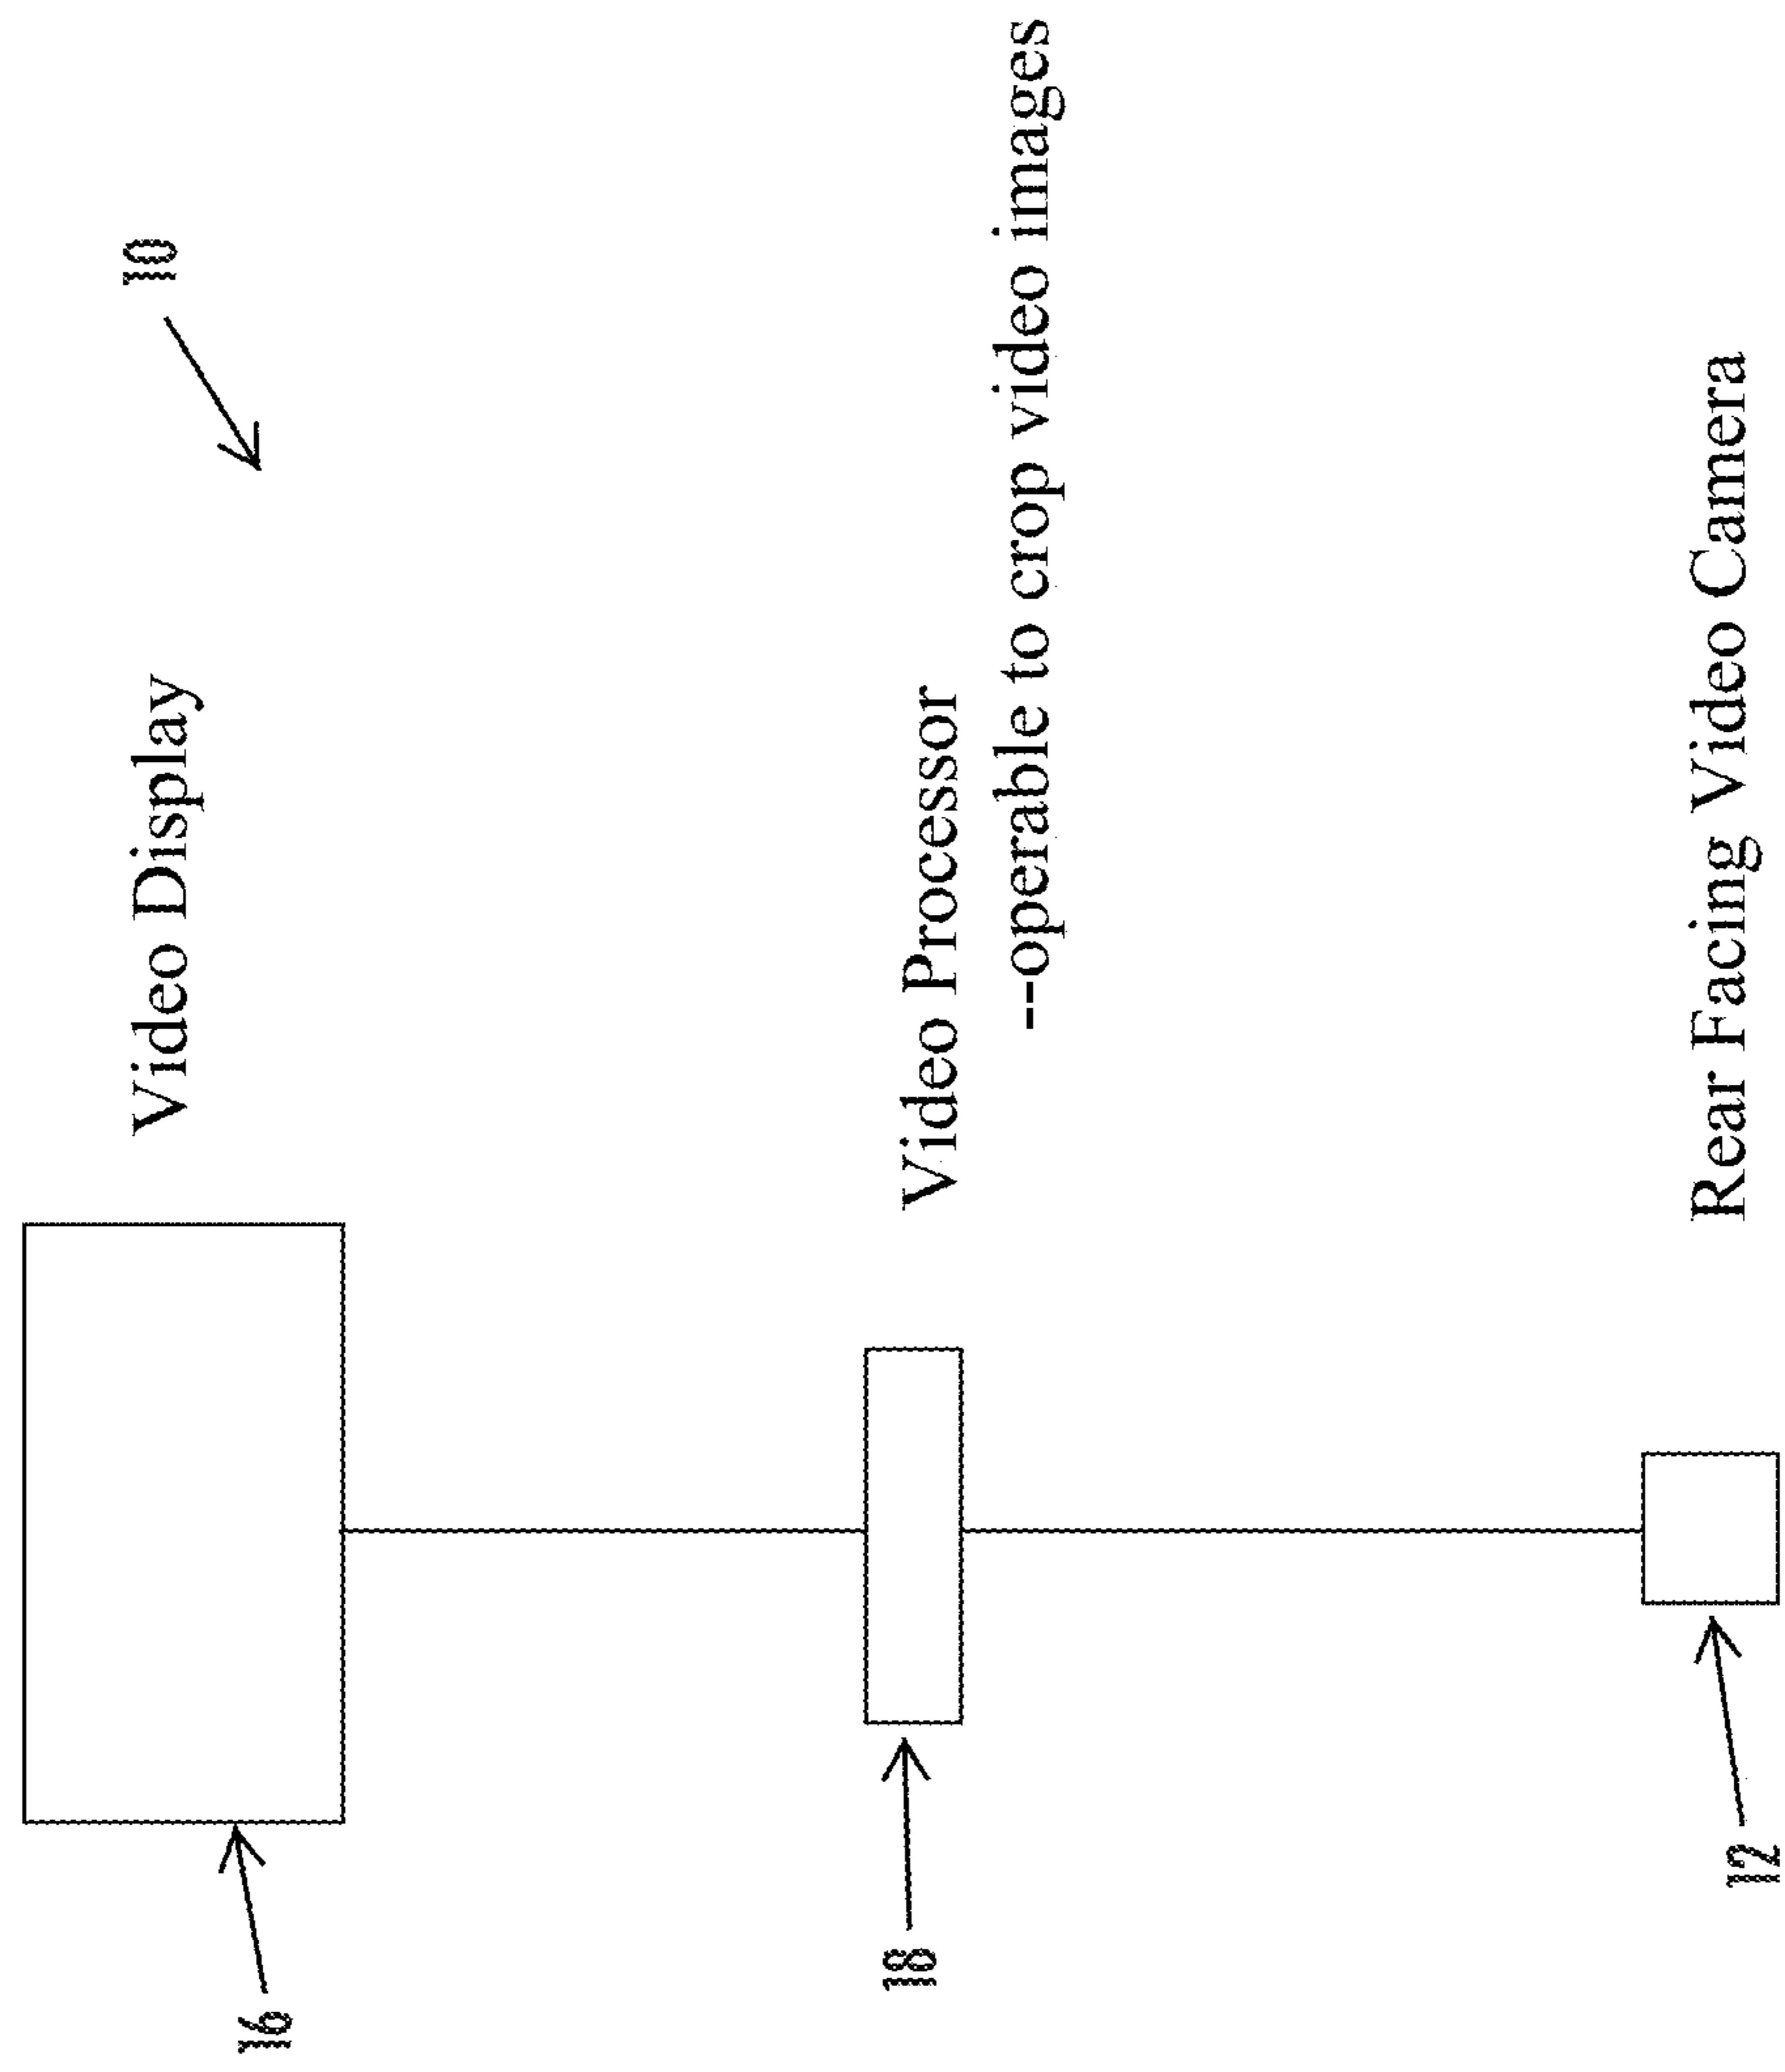 10
16
Video Display
18
Video Processor
--operable to crop video images
12
Rear Facing Video Camera